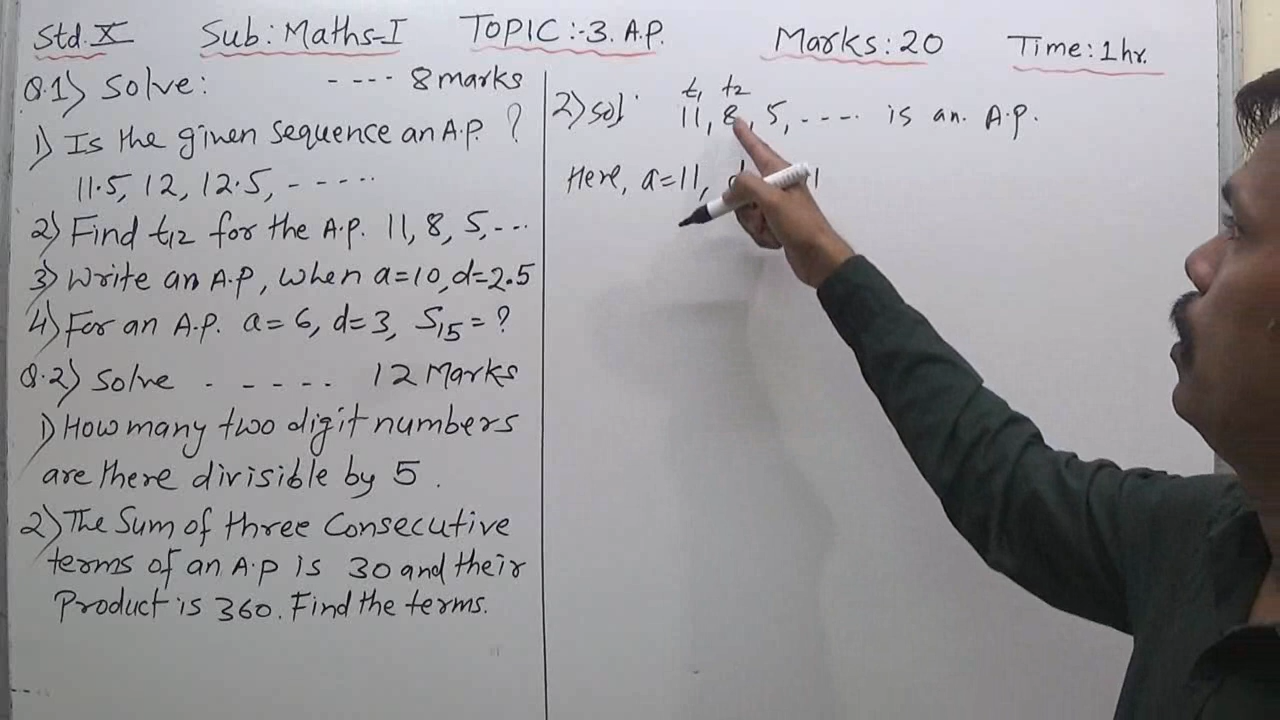 Std. X Sub: Maths-I TOPIC:-3. A.P. Marks: 20 Time: 1hr.
Q.1) Solve: ---- 8 marks
1) Is the given sequence an A.P. ?
11.5, 12, 12.5, -----
2) Find t12 for the A.P. 11, 8, 5, ---
3) Write an A.P, when a=10, d=2.5
4) For an A.P. a=6, d=3, S15=?
Q.2) Solve ----- 12 Marks
1) How many two digit numbers
are there divisible by 5.
2) The Sum of three Consecutive
terms of an A.P is 30 and their
Product is 360. Find the terms.
t1 t2
2) Sol: 11, 8, 5, ---- is an. A.P.
Here, a=11,